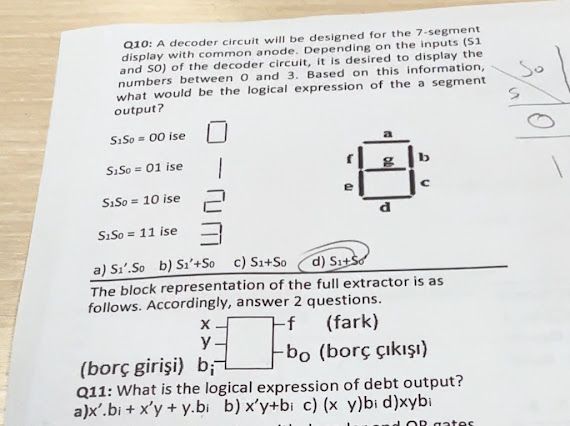 Q10: A decoder circuit will be designed for the 7-segment
display with common anode. Depending on the inputs (S1
and S0) of the decoder circuit, it is desired to display the
numbers between 0 and 3. Based on this information,
what would be the logical expression of the a segment
output?
S₁S₀ = 00 ise
S₁S₀ = 01 ise
S₁S₀ = 10 ise
S₁S₀ = 11 ise
a
f g b
e c
d
a) S₁'.S₀ b) S₁'+S₀ c) S₁+S₀ d) S₁+S₀'
The block representation of the full extractor is as
follows. Accordingly, answer 2 questions.
x f (fark)
y
b₀ (borç çıkışı)
(borç girişi) bᵢ
Q11: What is the logical expression of debt output?
a)x'.bi + x'y + y.bi b) x'y+bi c) (x y)bi d)xybi
S₀
S
0
1